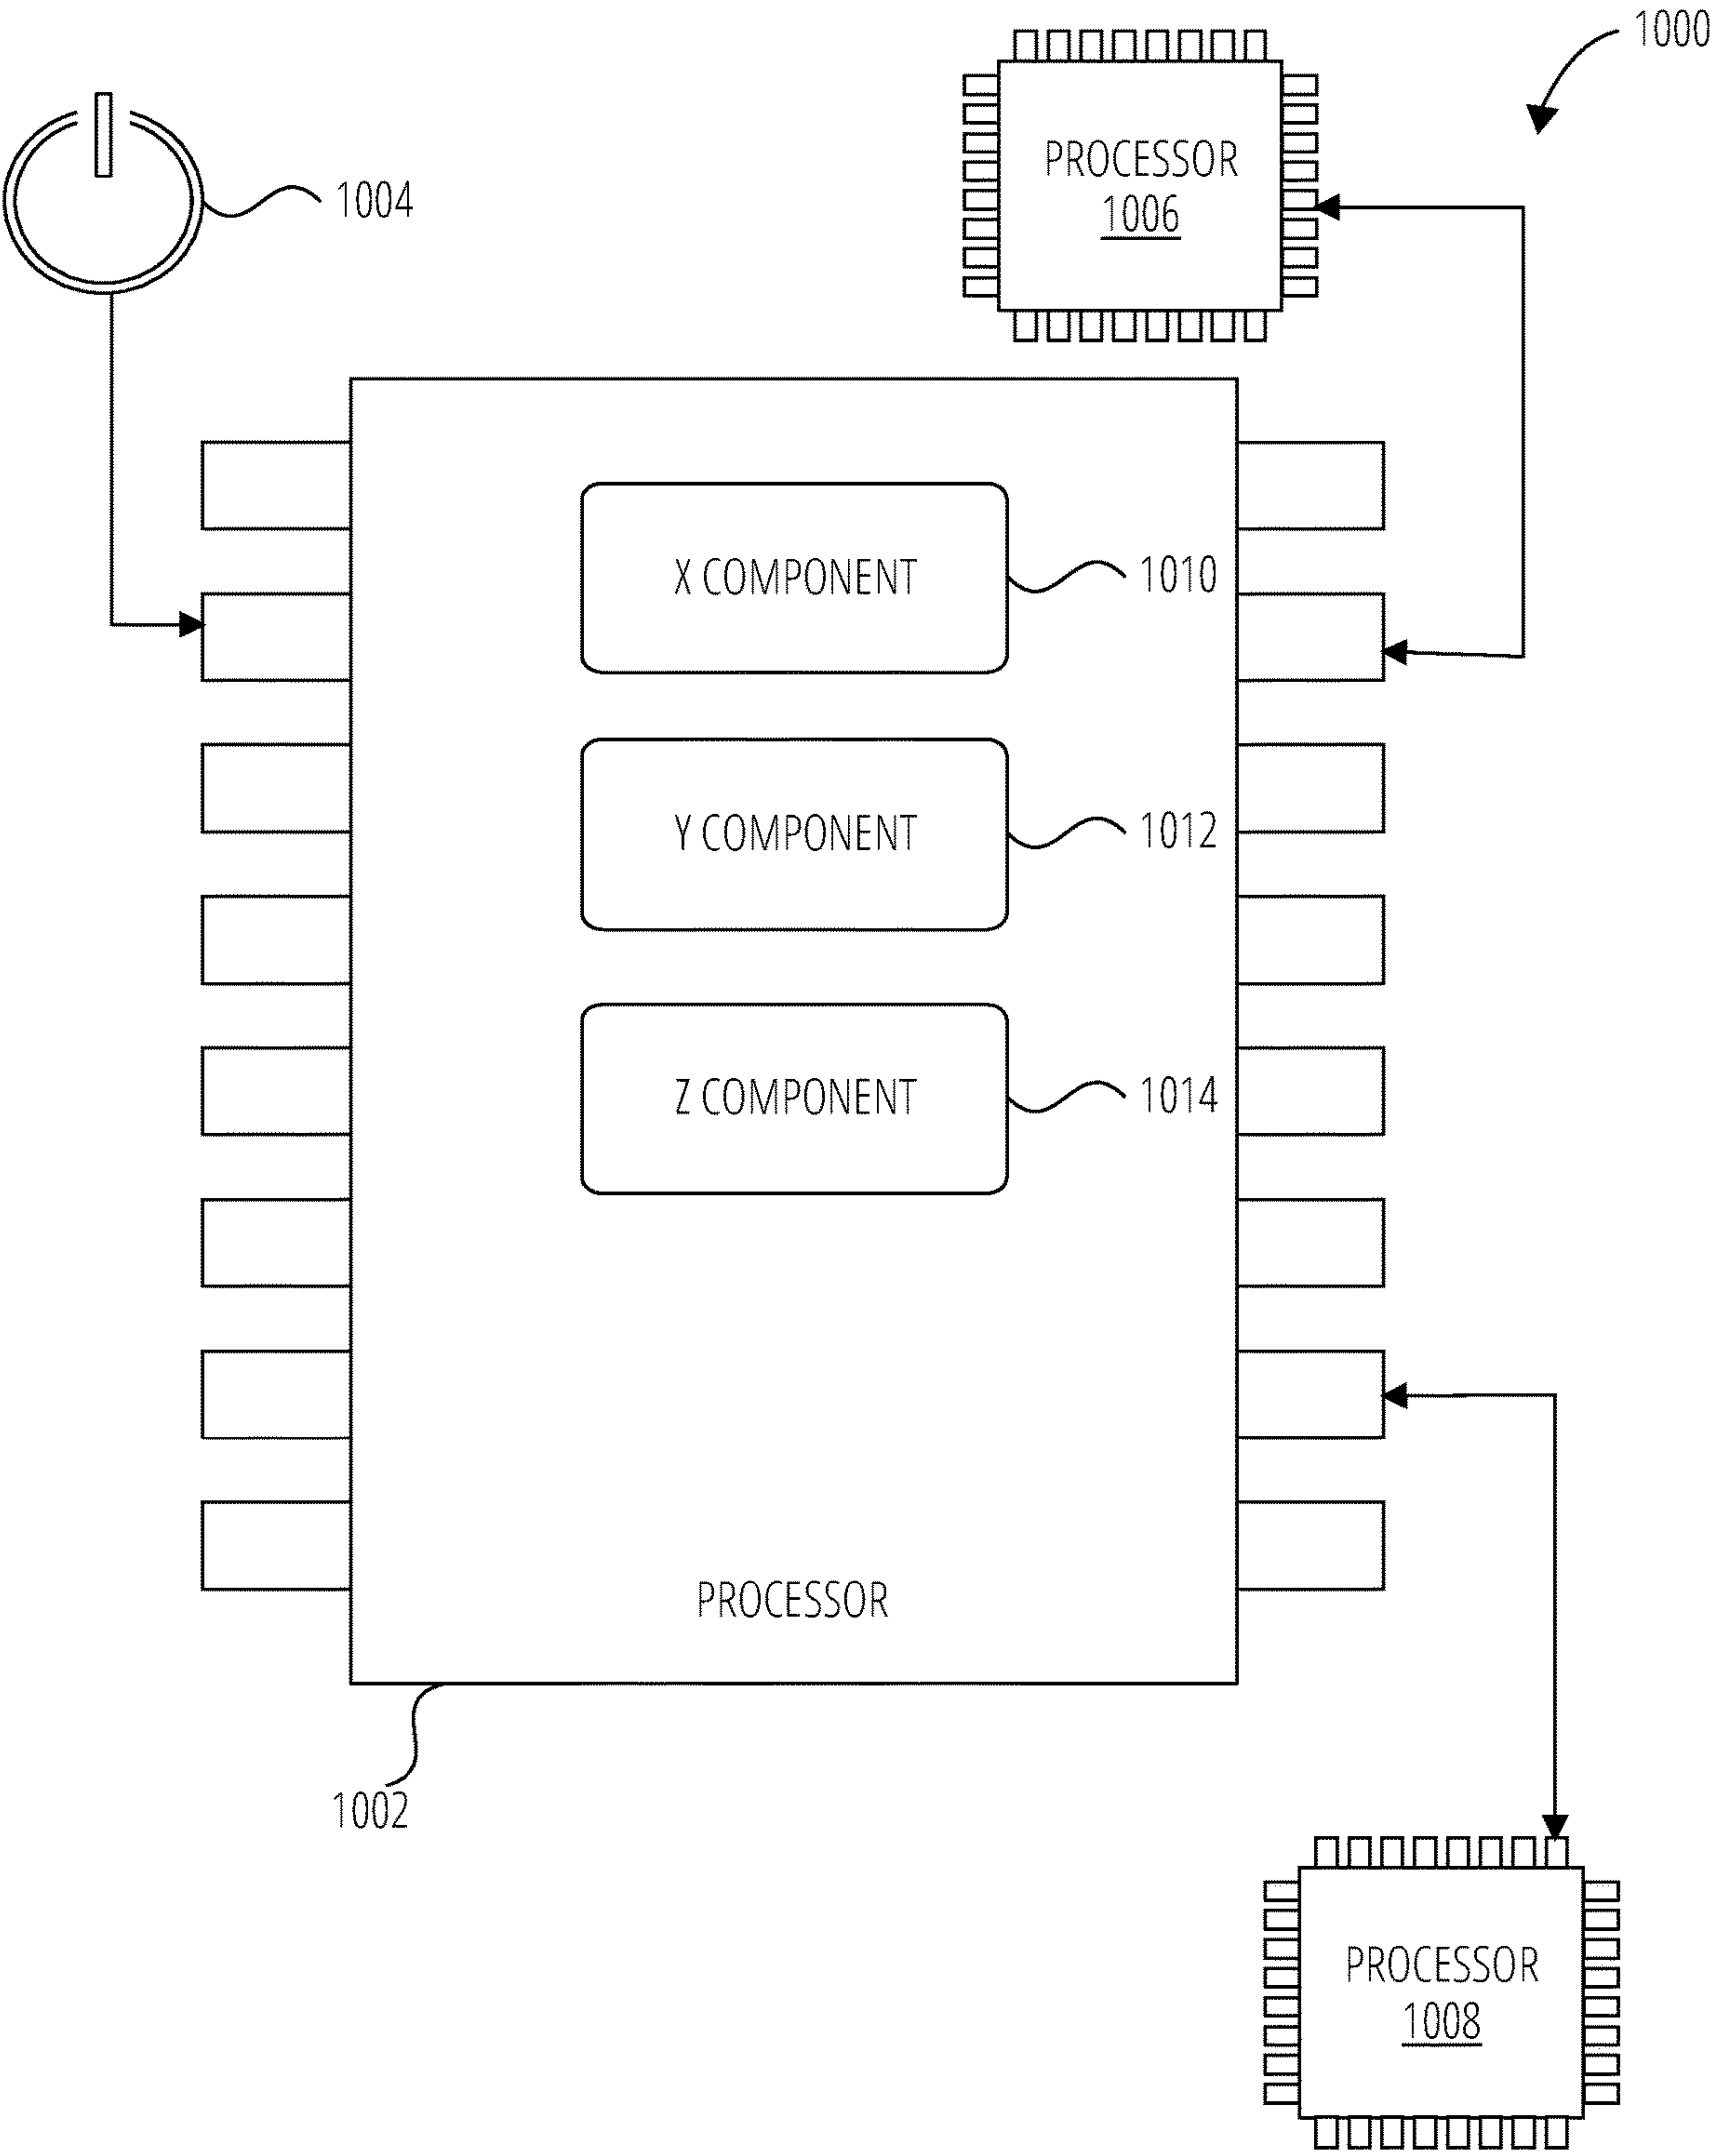 1000
PROCESSOR
1006
1004
X COMPONENT
1010
Y COMPONENT
1012
Z COMPONENT
1014
PROCESSOR
1002
PROCESSOR
1008